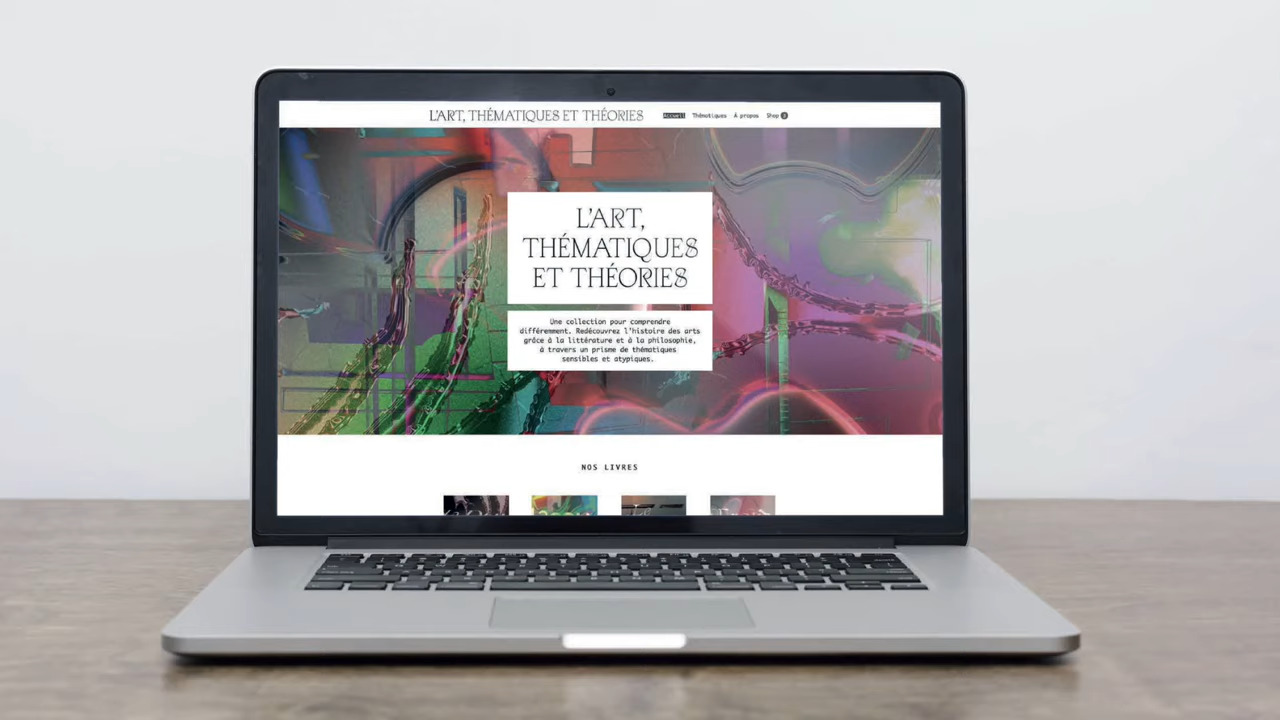 L'ART, THÉMATIQUES ET THÉORIES Accueil Thématiques À propos Shop
L'ART,
THÉMATIQUES
ET THÉORIES
Une collection pour comprendre
différemment. Redécouvrez l'histoire des arts
grâce à la littérature et à la philosophie,
à travers un prisme de thématiques
sensibles et atypiques.
NOS LIVRES